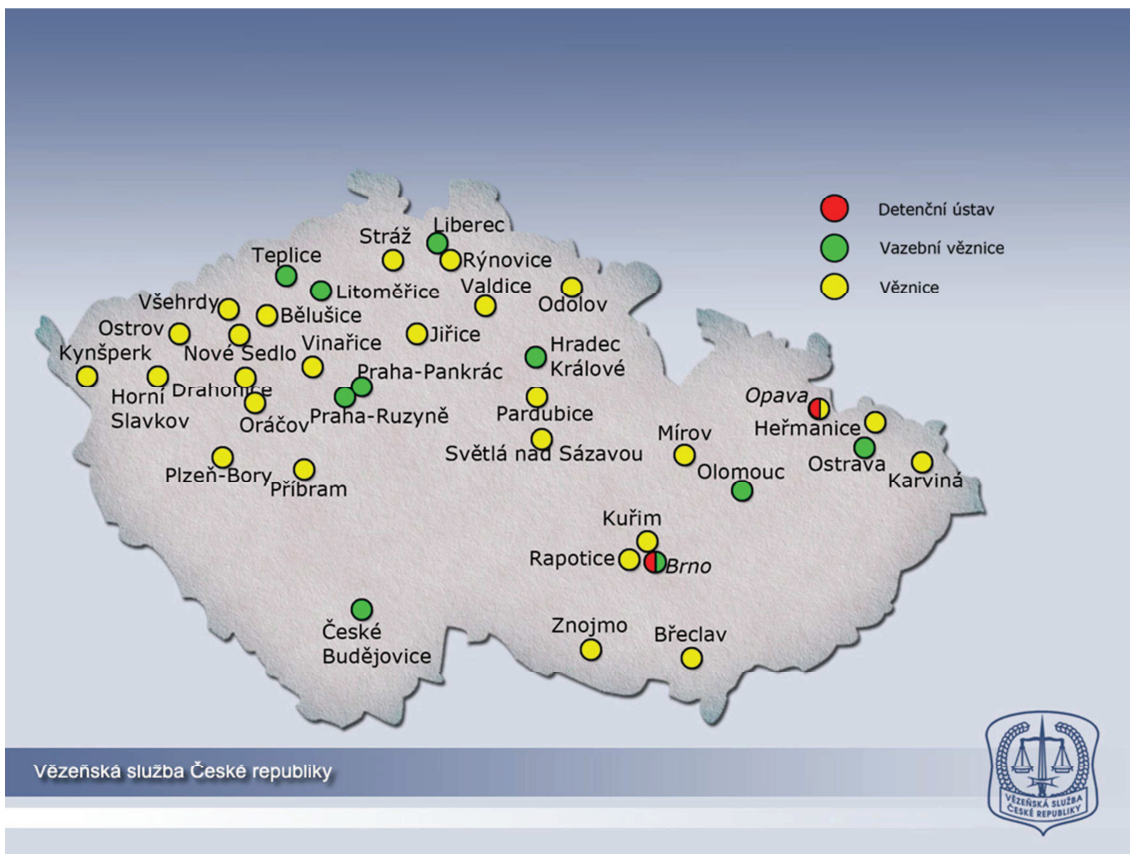 Detenční ústav
Vazební věznice
Věznice
Liberec
Stráž
Teplice
Rýnovice
Valdice
Litoměřice
Odolov
Všehrdy
Bělušice
Ostrov
Jiřice
Nové Sedlo
Vinařice
Hradec
Králové
Kynšperk
Praha-Pankrác
Horní
Slavkov
Drahonice
Opava
Praha-Ruzyně
Pardubice
Oráčov
Heřmanice
Mírov
Světlá nad Sázavou
Ostrava
Olomouc
Plzeň-Bory
Karviná
Příbram
Kuřim
Rapotice
Brno
České
Budějovice
Znojmo
Břeclav
Vězeňská služba České republiky
VĚZEŇSKÁ SLUŽBA
ČESKÉ REPUBLIKY